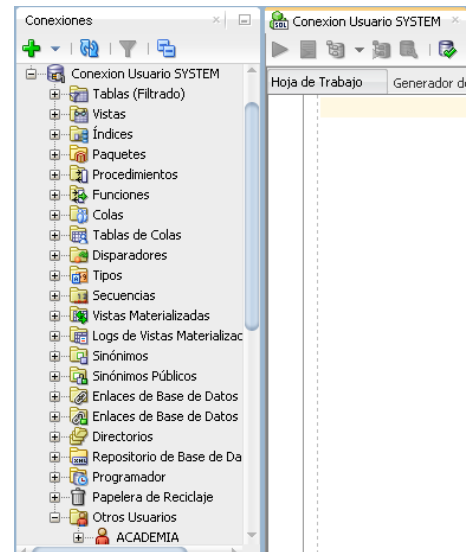 Conexiones
Conexion Usuario SYSTEM
Tablas (Filtrado)
Vistas
Índices
Paquetes
Procedimientos
Funciones
Colas
Tablas de Colas
Disparadores
Tipos
Secuencias
Vistas Materializadas
Logs de Vistas Materializac
Sinónimos
Sinónimos Públicos
Enlaces de Base de Datos
Enlaces de Base de Datos
Directorios
Repositorio de Base de Da
Programador
Papelera de Reciclaje
Otros Usuarios
ACADEMIA
Conexion Usuario SYSTEM
Hoja de Trabajo
Generador de